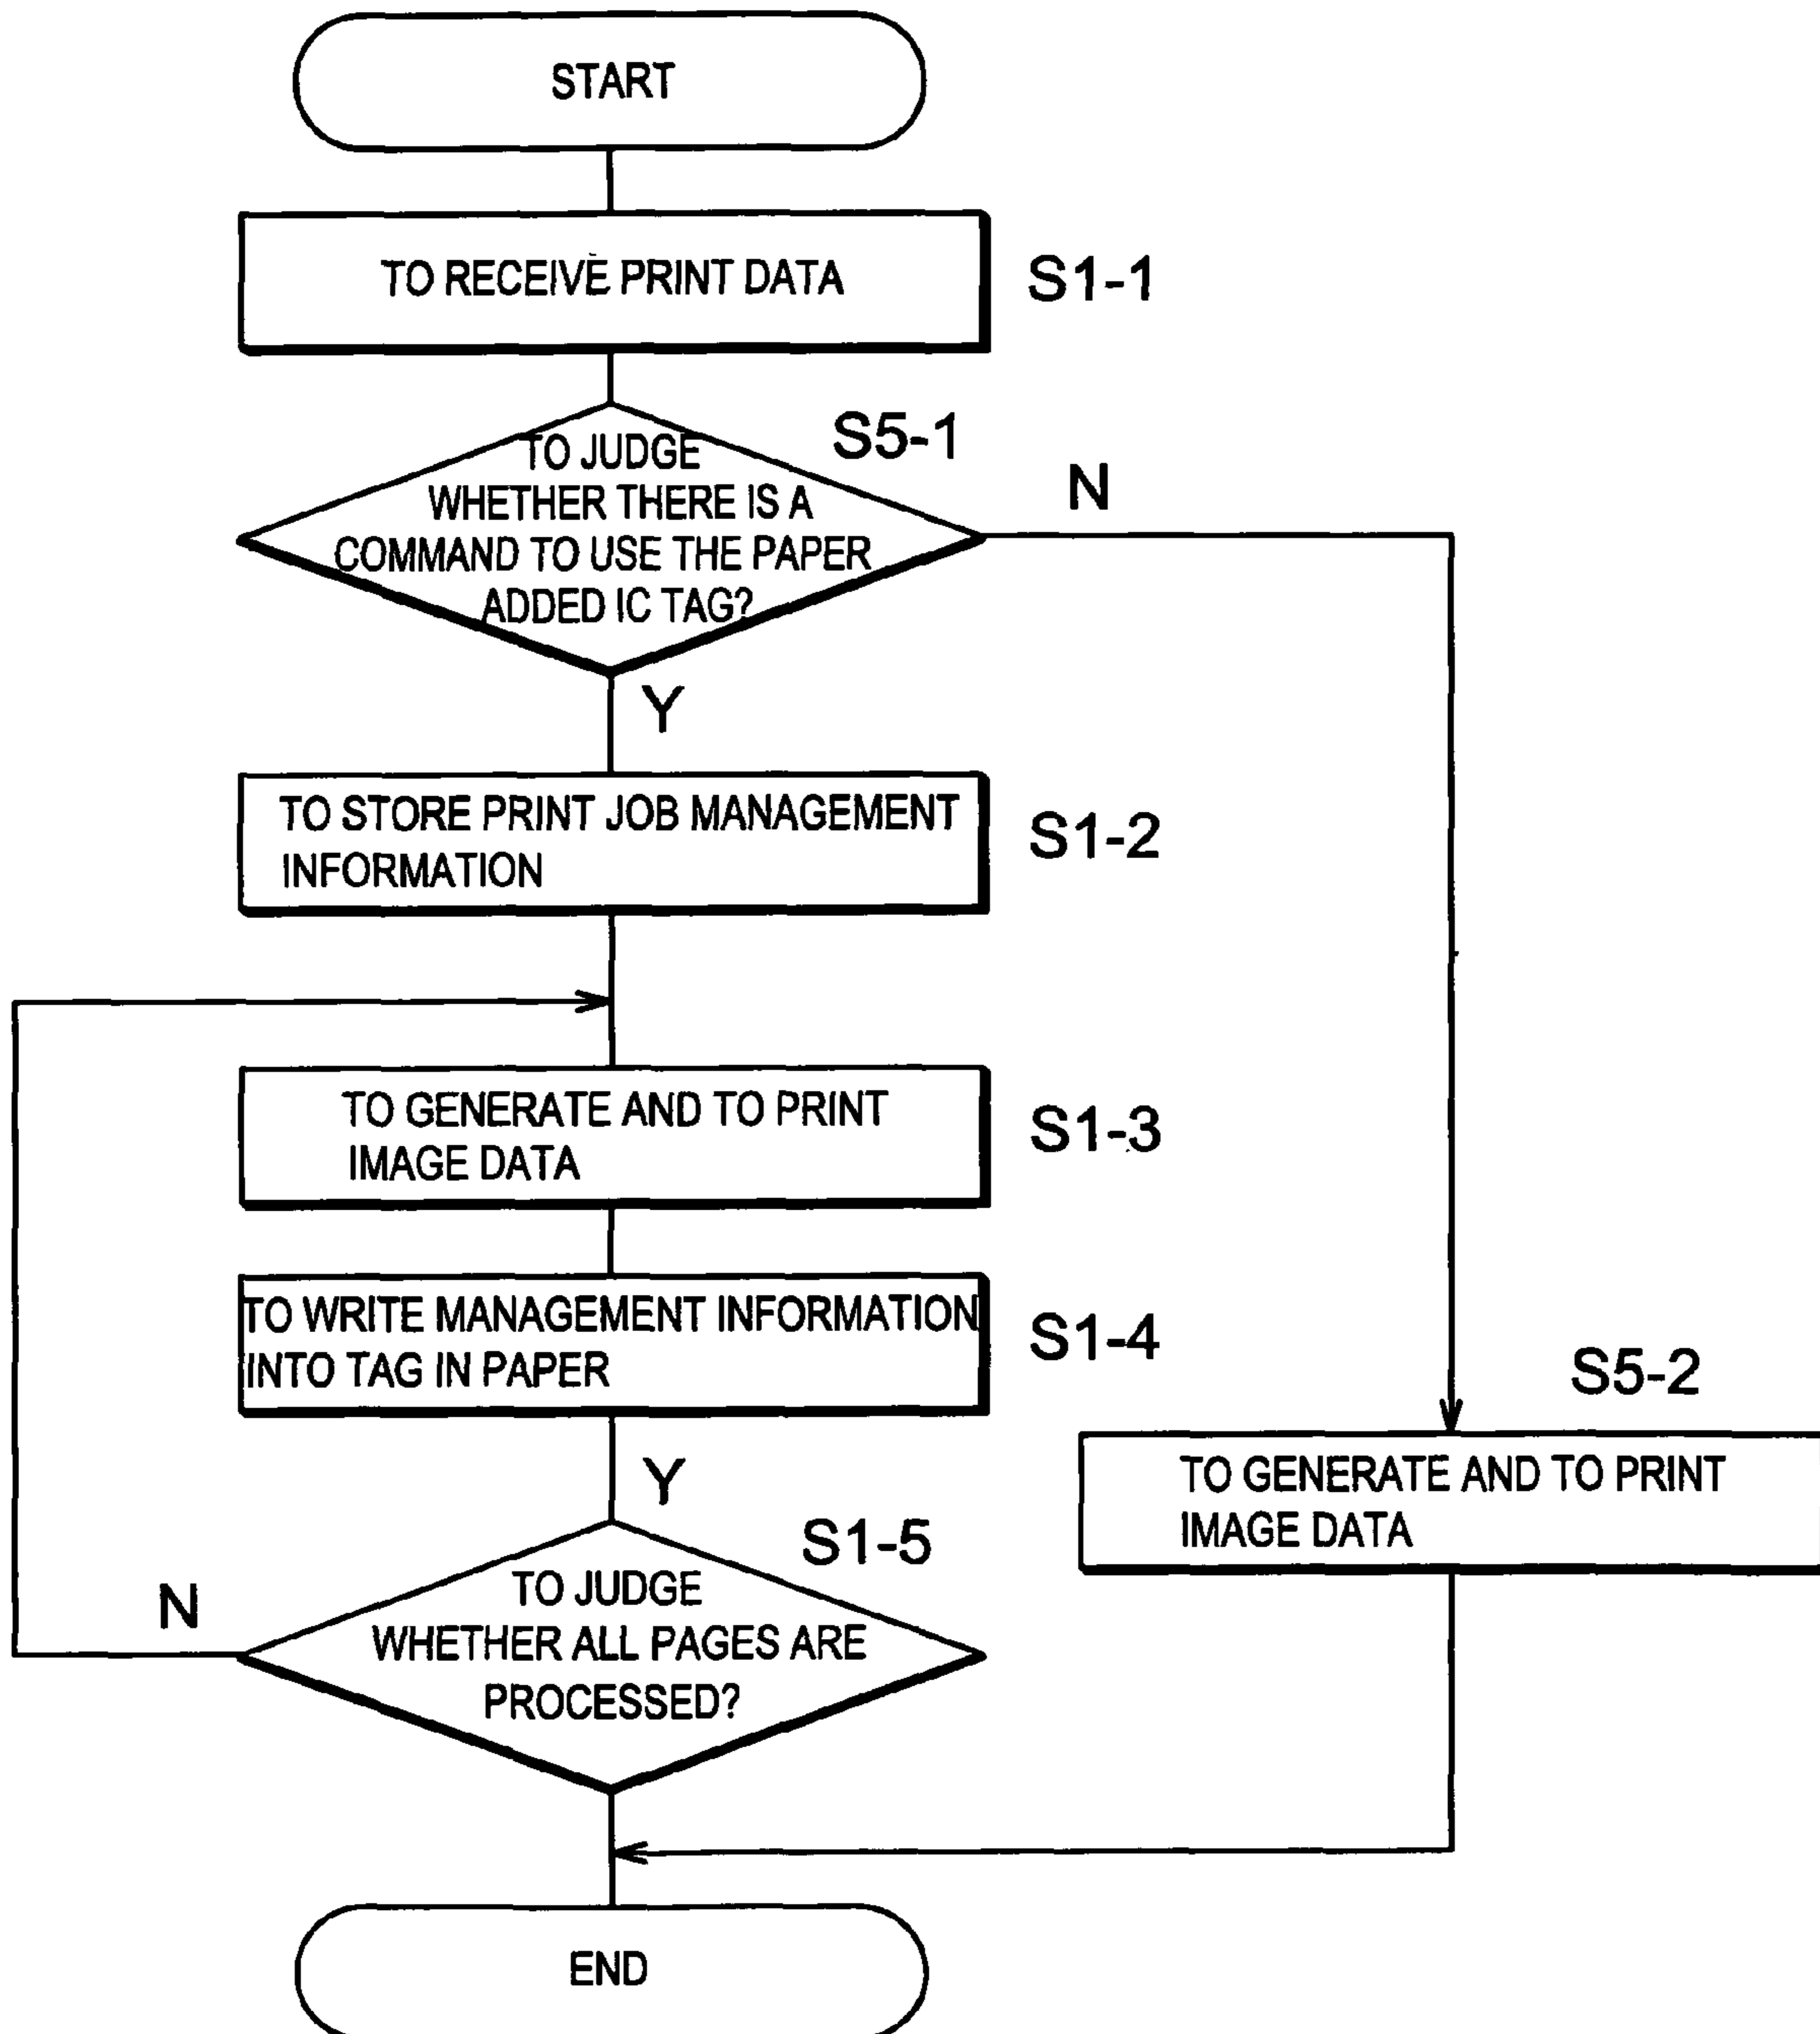 START
TO RECEIVE PRINT DATA
S1-1
S5-1
TO JUDGE
WHETHER THERE IS A
COMMAND TO USE THE PAPER
ADDED IC TAG?
N
Y
TO STORE PRINT JOB MANAGEMENT
INFORMATION
S1-2
TO GENERATE AND TO PRINT
IMAGE DATA
S1-3
TO WRITE MANAGEMENT INFORMATION
INTO TAG IN PAPER
S1-4
S5-2
TO GENERATE AND TO PRINT
IMAGE DATA
Y
S1-5
TO JUDGE
WHETHER ALL PAGES ARE
PROCESSED?
N
END